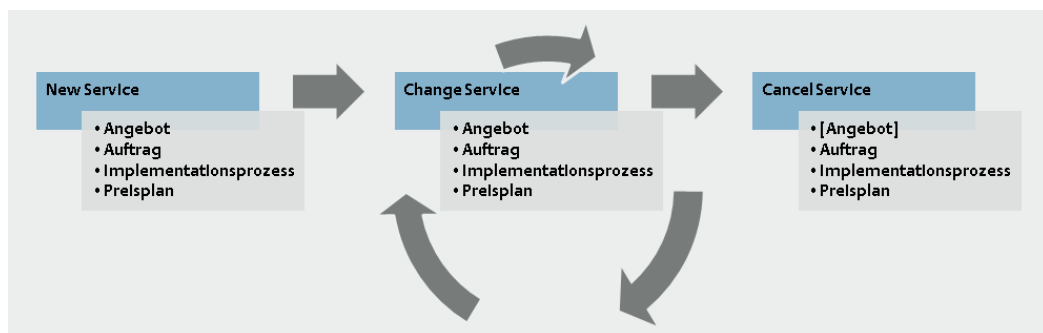 New Service
• Angebot
• Auftrag
• Implementationsprozess
• Preisplan
Change Service
• Angebot
• Auftrag
• Implementationsprozess
• Preisplan
Cancel Service
• [Angebot]
• Auftrag
• Implementationsprozess
• Preisplan